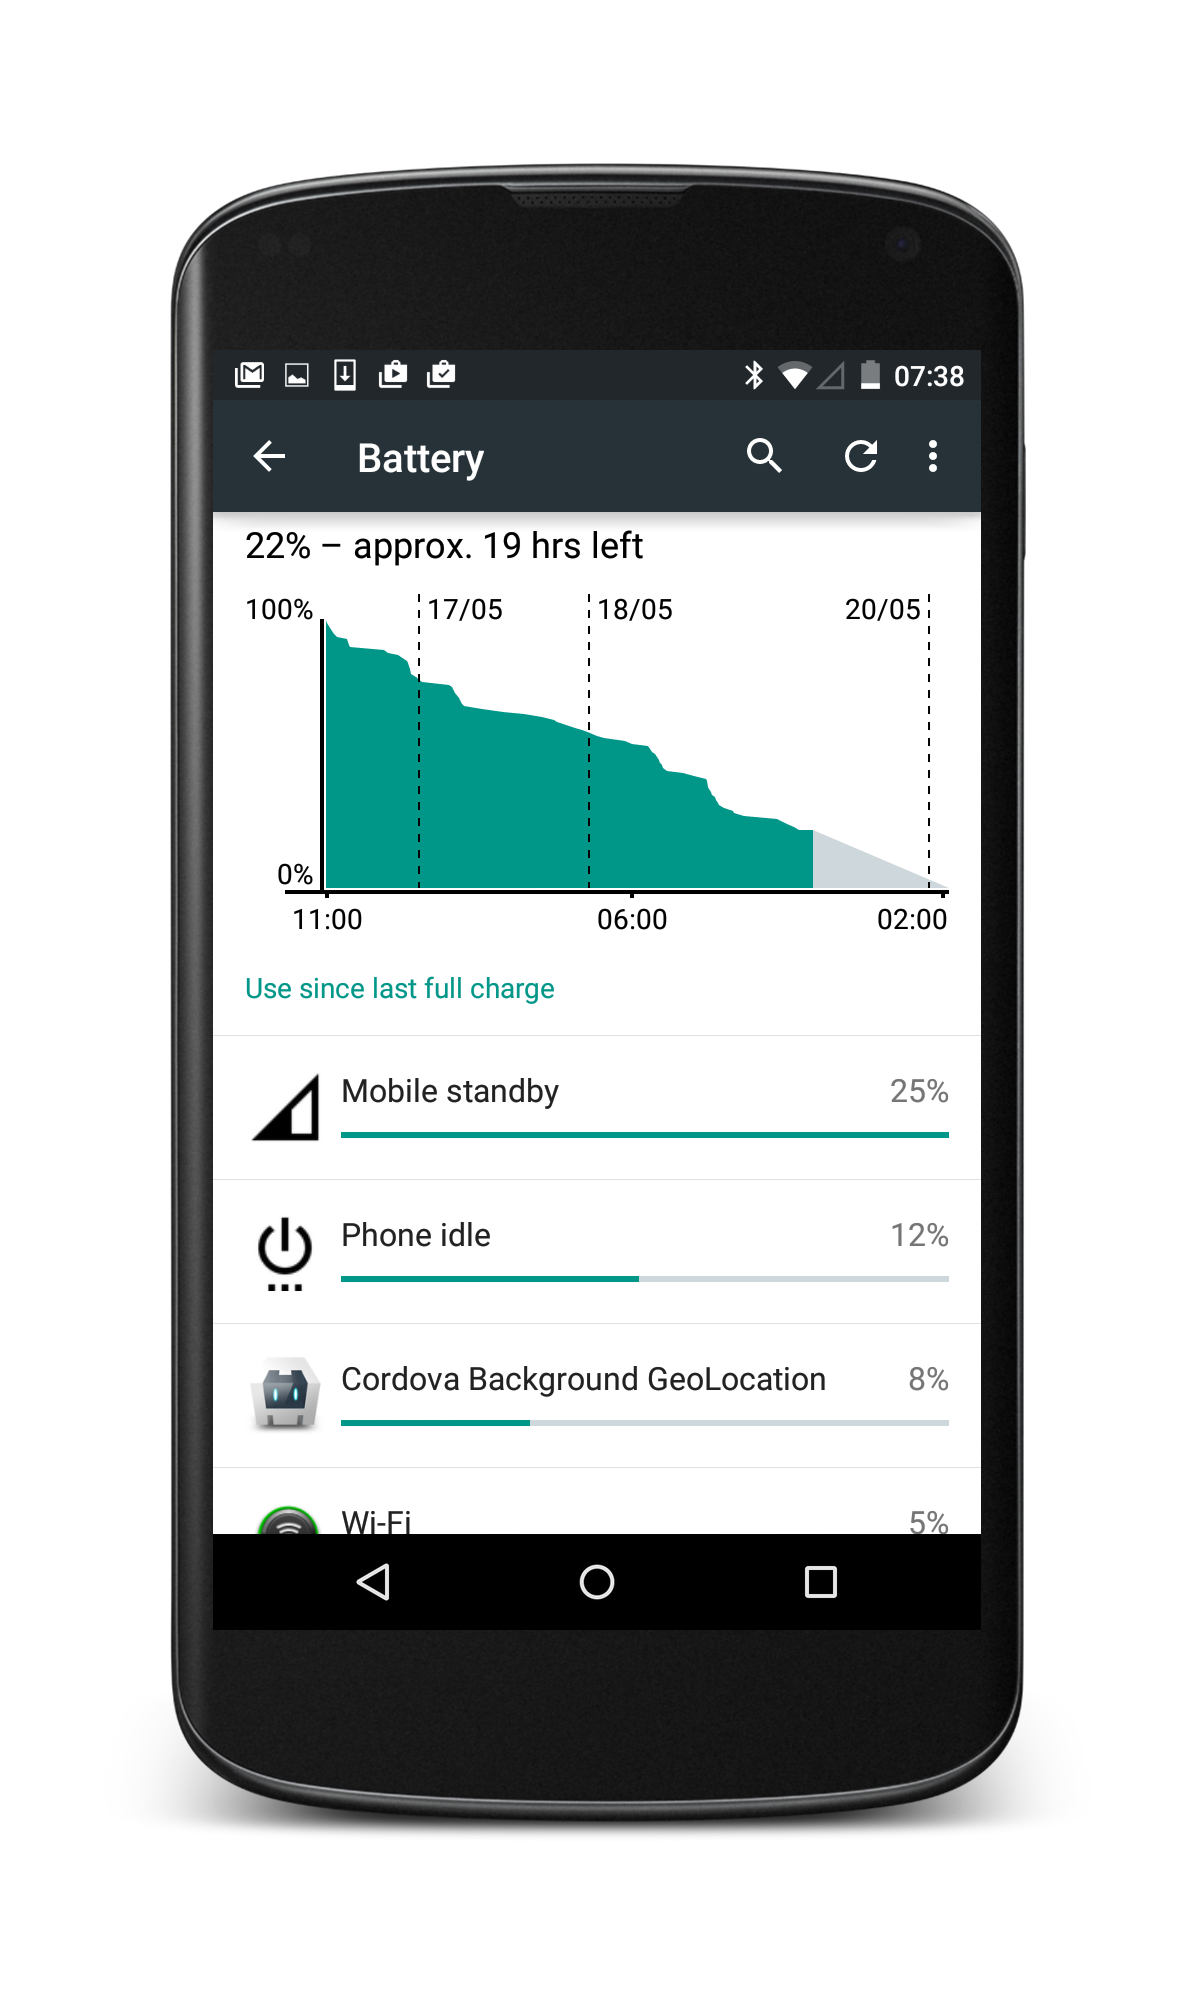 07:38
Battery
22% – approx. 19 hrs left
100% 17/05 18/05 20/05
0%
11:00 06:00 02:00
Use since last full charge
Mobile standby 25%
Phone idle 12%
Cordova Background GeoLocation 8%
Wi-Fi 5%